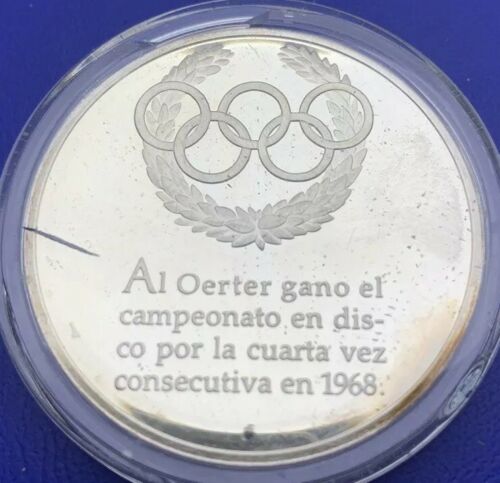 Al Oerter gano el
campeonato en dis-
co por la cuarta vez
consecutiva en 1968.